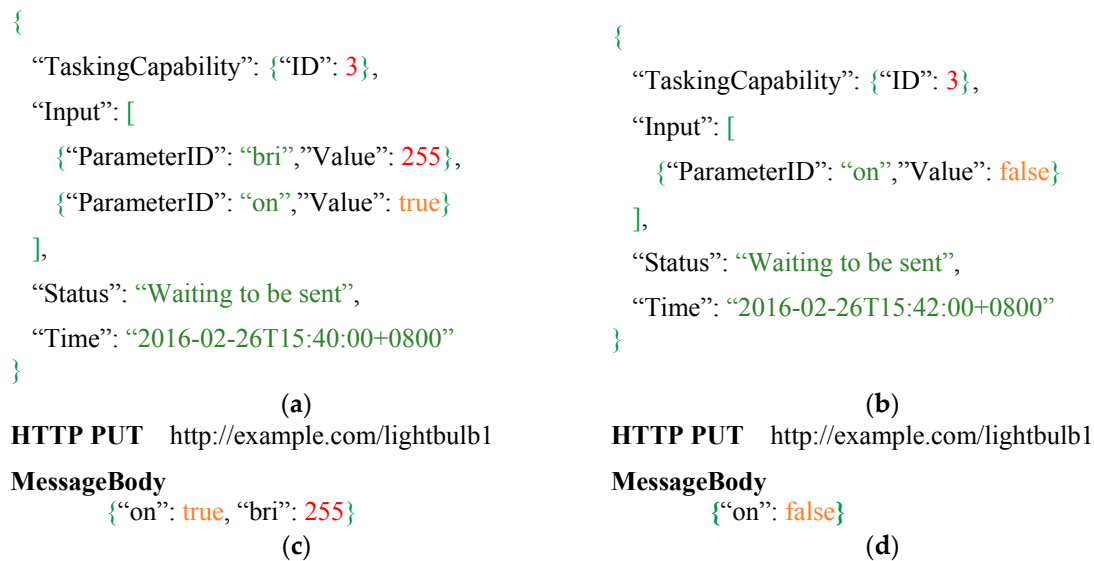 {
“TaskingCapability”: {“ID”: 3},
“Input”: [
{“ParameterID”: “bri”,”Value”: 255},
{“ParameterID”: “on”,”Value”: true}
],
“Status”: “Waiting to be sent”,
“Time”: “2016-02-26T15:40:00+0800”
}
(a)
{
“TaskingCapability”: {“ID”: 3},
“Input”: [
{“ParameterID”: “on”,”Value”: false}
],
“Status”: “Waiting to be sent”,
“Time”: “2016-02-26T15:42:00+0800”
}
(b)
HTTP PUT http://example.com/lightbulb1
MessageBody
{“on”: true, “bri”: 255}
(c)
HTTP PUT http://example.com/lightbulb1
MessageBody
{“on”: false}
(d)